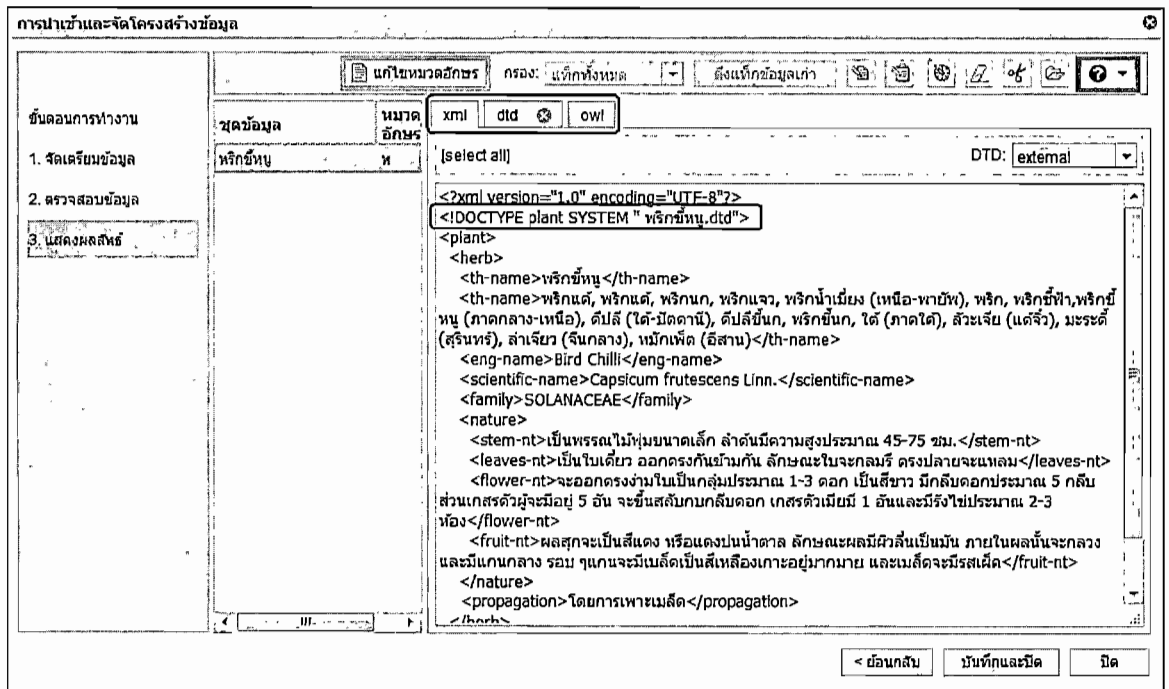 การนำเข้าและจัดโครงสร้างข้อมูล
แก้ไขหมวดอักษร กรอง: แท็กทั้งหมด ดึงแท็กข้อมูลเก่า
ขั้นตอนการทำงาน
1. จัดเตรียมข้อมูล
2. ตรวจสอบข้อมูล
3. แสดงผลลัพธ์
ชุดข้อมูล หมวดอักษร
พริกขี้หนู ห
xml dtd owl
[select all] DTD: external
<?xml version="1.0" encoding="UTF-8"?>
<!DOCTYPE plant SYSTEM " พริกขี้หนู.dtd">
<plant>
<herb>
<th-name>พริกขี้หนู</th-name>
<th-name>พริกแด้, พริกแต้, พริกนก, พริกแจว, พริกน้ำเมี่ยง (เหนือ-พายัพ), พริก, พริกชี้ฟ้า,พริกขี้
หนู (ภาคกลาง-เหนือ), ดีปลี (ใต้-ปัตตานี), ดีปลีขี้นก, พริกขี้นก, ใต้ (ภาคใต้), ลัวะเจีย (แต้จิ๋ว), มะระตี้
(สุรินทร์), ล่าเจียว (จีนกลาง), หมักเพ็ด (อีสาน)</th-name>
<eng-name>Bird Chilli</eng-name>
<scientific-name>Capsicum frutescens Linn.</scientific-name>
<family>SOLANACEAE</family>
<nature>
<stem-nt>เป็นพรรณไม้พุ่มขนาดเล็ก ลำต้นมีความสูงประมาณ 45-75 ซม.</stem-nt>
<leaves-nt>เป็นใบเดี่ยว ออกตรงกันข้ามกัน ลักษณะใบจะกลมรี ตรงปลายจะแหลม</leaves-nt>
<flower-nt>จะออกตรงง่ามใบเป็นกลุ่มประมาณ 1-3 ดอก เป็นสีขาว มีกลีบดอกประมาณ 5 กลีบ
ส่วนเกสรตัวผู้จะมีอยู่ 5 อัน จะขึ้นสลับกบกลีบดอก เกสรตัวเมียมี 1 อันและมีรังไข่ประมาณ 2-3
ห้อง</flower-nt>
<fruit-nt>ผลสุกจะเป็นสีแดง หรือแดงปนน้ำตาล ลักษณะผลมีผิวลื่นเป็นมัน ภายในผลนั้นจะกลวง
และมีแกนกลาง รอบ ๆแกนจะมีเมล็ดเป็นสีเหลืองเกาะอยู่มากมาย และเมล็ดจะมีรสเผ็ด</fruit-nt>
</nature>
<propagation>โดยการเพาะเมล็ด</propagation>
</herb>
< ย้อนกลับ บันทึกและปิด ปิด